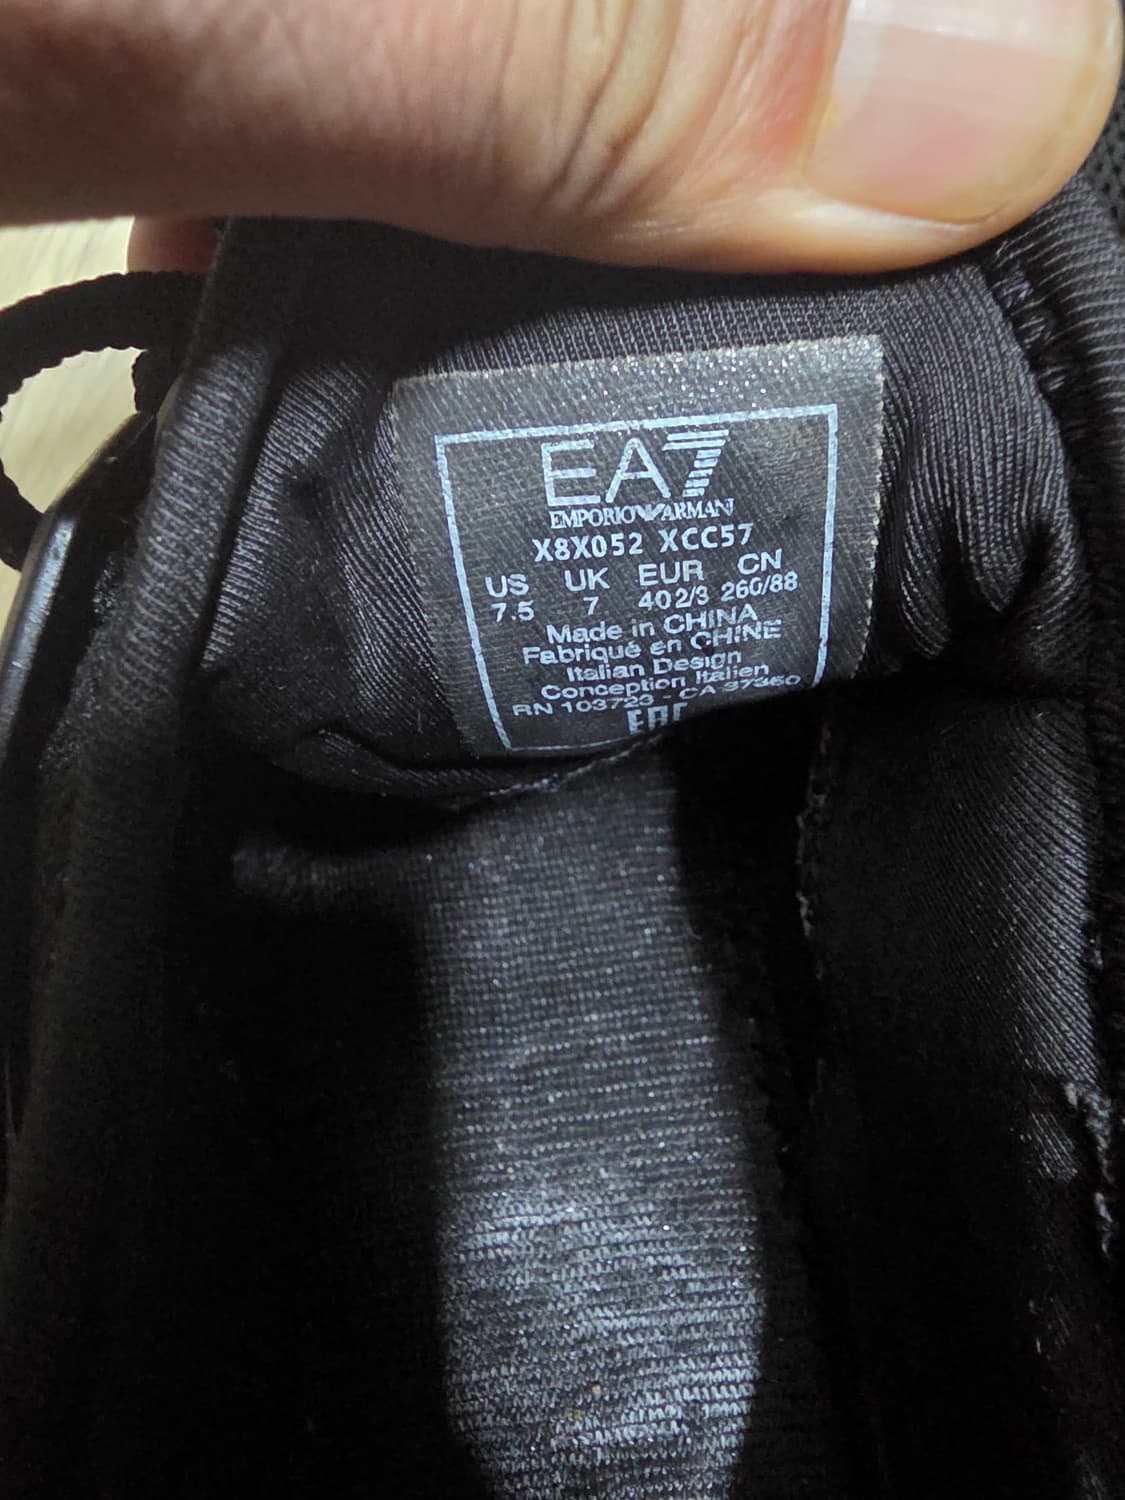 EA7
EMPORIO ARMANI
X8X052 XCC57
US UK EUR CN
7.5 7 40 2/3 260/88
Made in CHINA
Fabriqué en CHINE
Italian Design
Conception Italien
RN 103723 - CA 37360
EAC